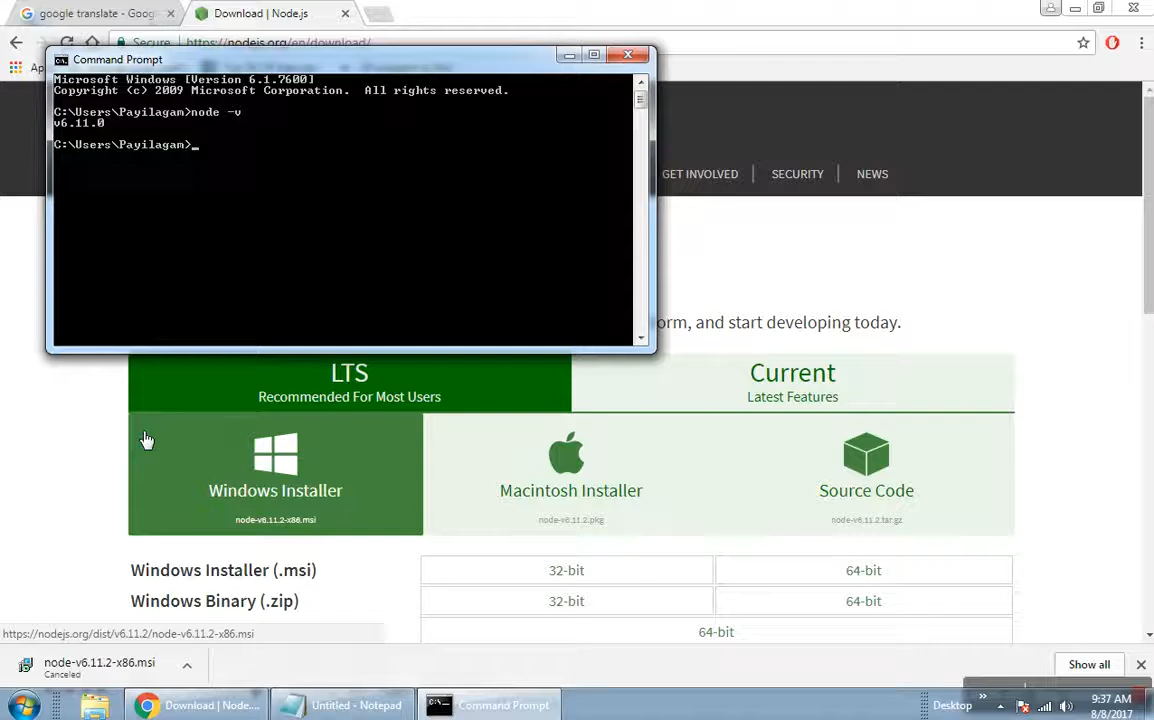 google translate - Goog
Download | Node.js
Secure
https://nodejs.org/en/download/
Ap
Command Prompt
Microsoft Windows [Version 6.1.7600]
Copyright (c) 2009 Microsoft Corporation.  All rights reserved.
C:\Users\Payilagam>node -v
v6.11.0
C:\Users\Payilagam>_
GET INVOLVED
SECURITY
NEWS
orm, and start developing today.
LTS
Recommended For Most Users
Current
Latest Features
Windows Installer
node-v6.11.2-x86.msi
Macintosh Installer
node-v6.11.2.pkg
Source Code
node-v6.11.2.tar.gz
Windows Installer (.msi)
32-bit
64-bit
Windows Binary (.zip)
32-bit
64-bit
64-bit
https://nodejs.org/dist/v6.11.2/node-v6.11.2-x86.msi
node-v6.11.2-x86.msi
Canceled
Show all
Download | Node....
Untitled - Notepad
Command Prompt
Desktop
9:37 AM
8/8/2017